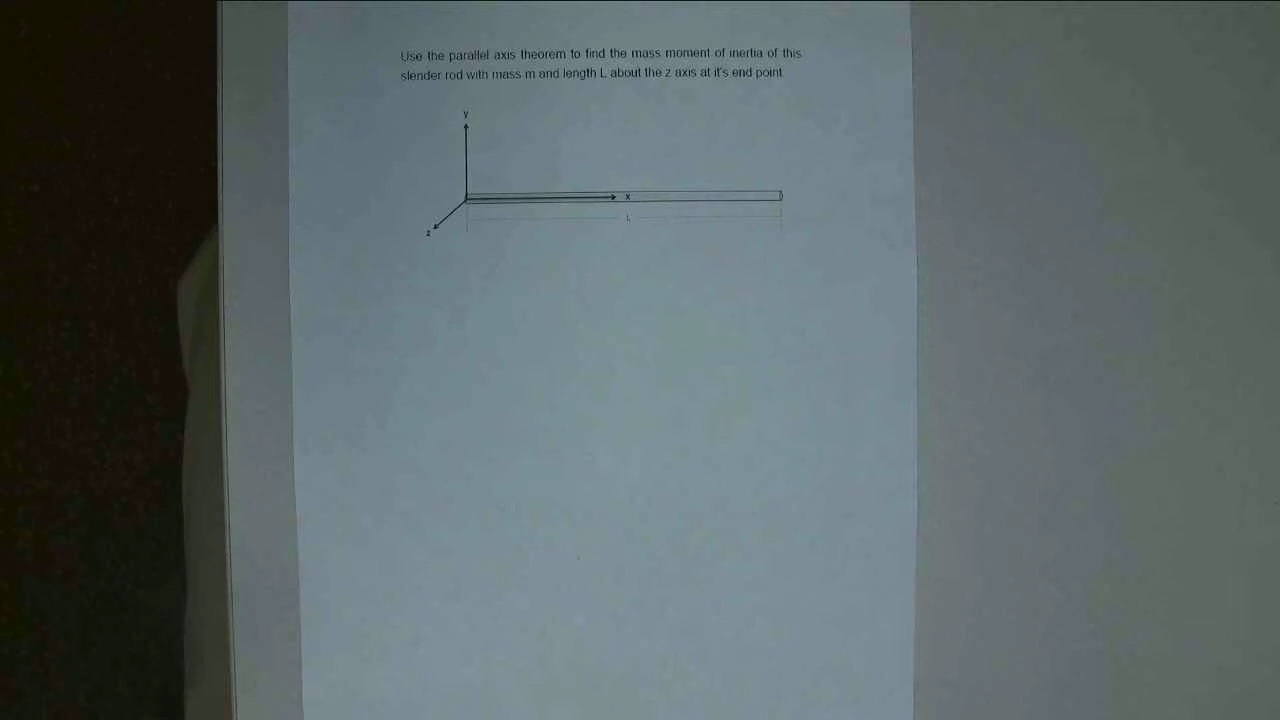 Use the parallel axis theorem to find the mass moment of inertia of this
slender rod with mass m and length L about the z axis at it's end point.
y
x
L
z